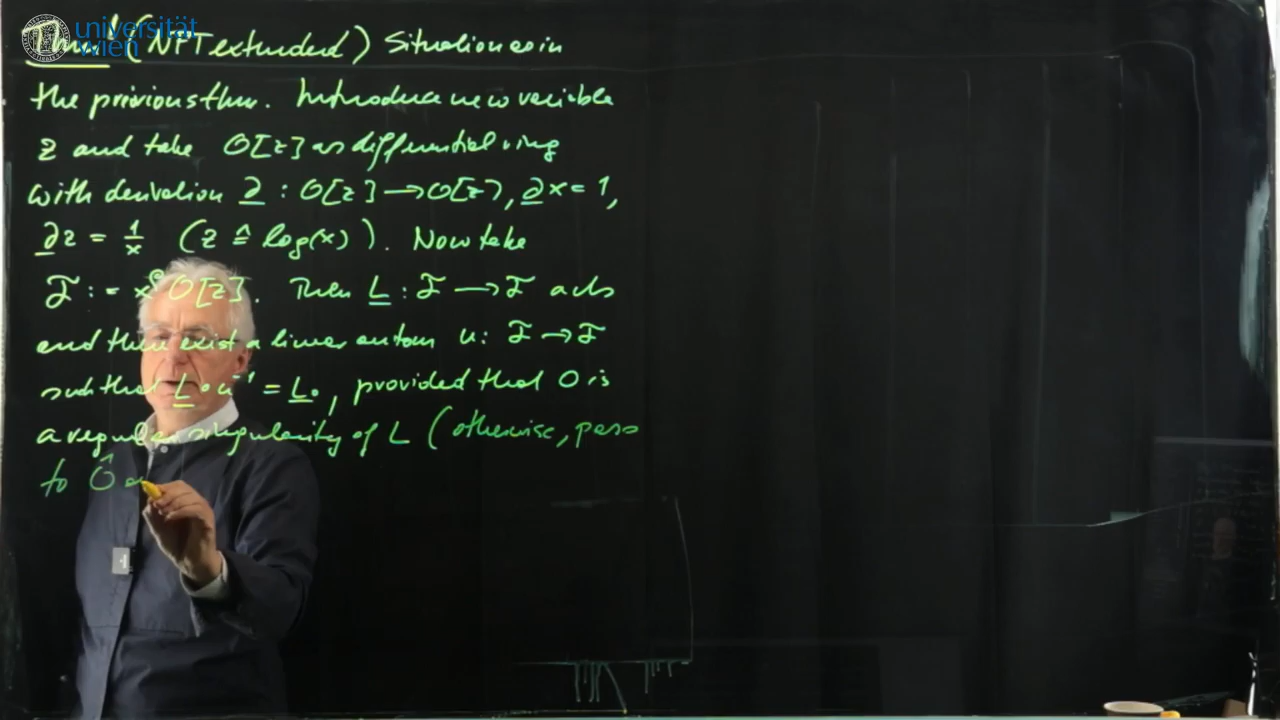 universität
wien
Thm' (NFT extended) Situation as in
the previous thm. Introduce new variable
z and take O[z] as differential ring
with derivation ∂ : O[z] → O[z], ∂x = 1,
∂z = 1/x (z ≙ log(x)). Now take
F := x^ρ O[z]. Then L : F → F acts
and there exist a linear autom u : F → F
such that L∘u⁻¹ = L₀, provided that 0 is
a regular singularity of L (otherwise, pass
to Ô